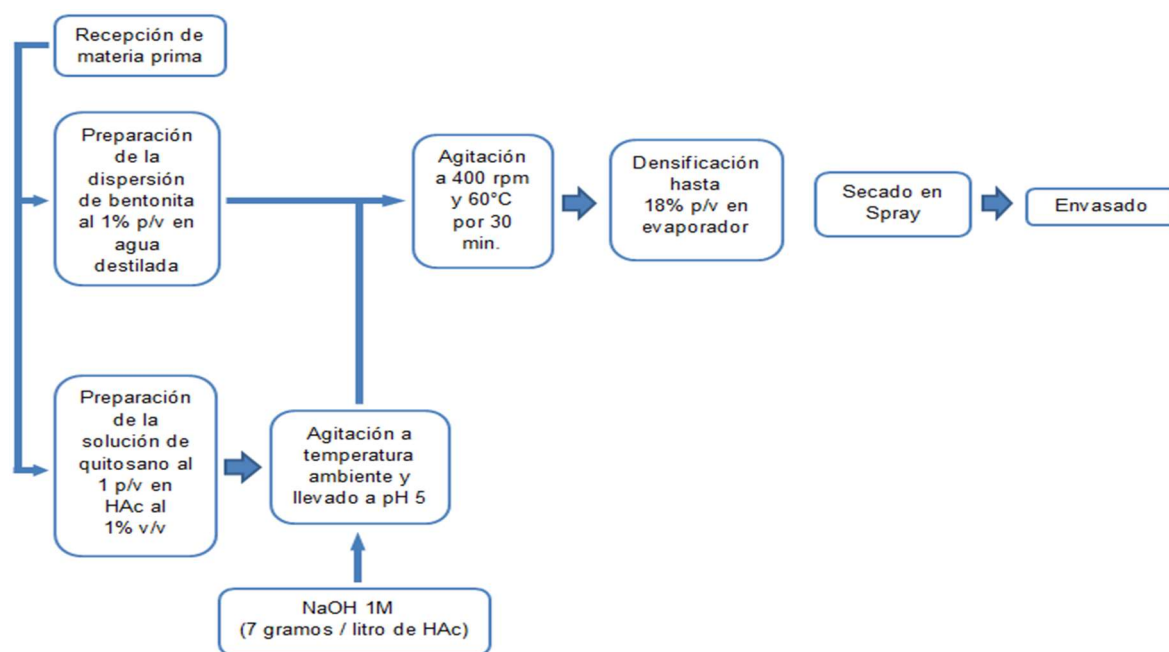 Recepción de
materia prima
Preparación
de la
dispersión
de bentonita
al 1% p/v en
agua
destilada
Agitación
a 400 rpm
y 60°C
por 30
min.
Densificación
hasta
18% p/v en
evaporador
Secado en
Spray
Envasado
Preparación
de la
solución de
quitosano al
1 p/v en
HAc al
1% v/v
Agitación a
temperatura
ambiente y
llevado a pH 5
NaOH 1M
(7 gramos / litro de HAc)